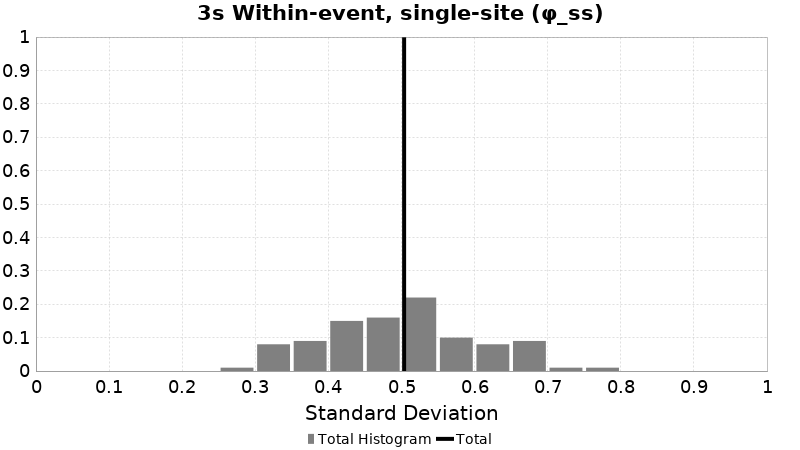 3s Within-event, single-site (φ_ss)
1
0.9
0.8
0.7
0.6
0.5
0.4
0.3
0.2
0.1
0
0 0.1 0.2 0.3 0.4 0.5 0.6 0.7 0.8 0.9 1
Standard Deviation
Total Histogram Total